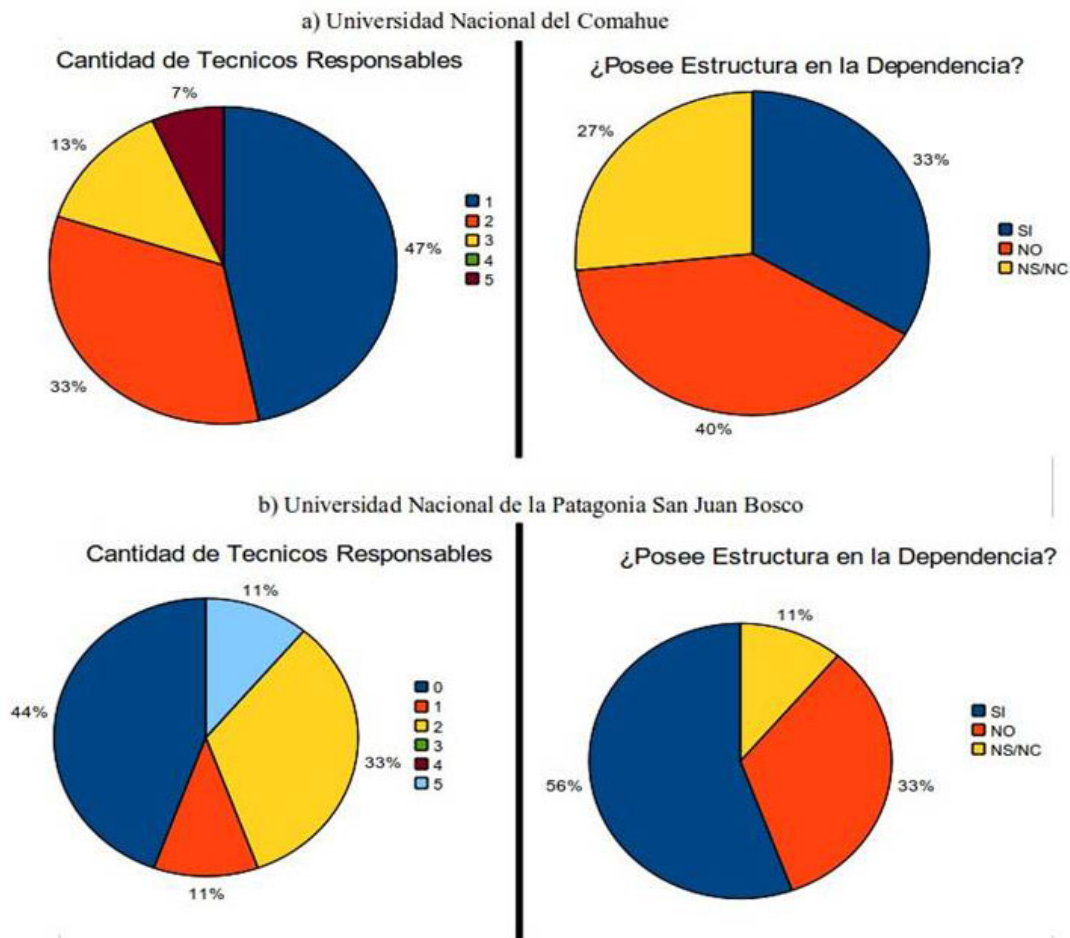 a) Universidad Nacional del Comahue
Cantidad de Tecnicos Responsables
7%
13%
47%
33%
1
2
3
4
5
¿Posee Estructura en la Dependencia?
27%
33%
40%
SI
NO
NS/NC
b) Universidad Nacional de la Patagonia San Juan Bosco
Cantidad de Tecnicos Responsables
11%
44%
33%
11%
0
1
2
3
4
5
¿Posee Estructura en la Dependencia?
11%
56%
33%
SI
NO
NS/NC